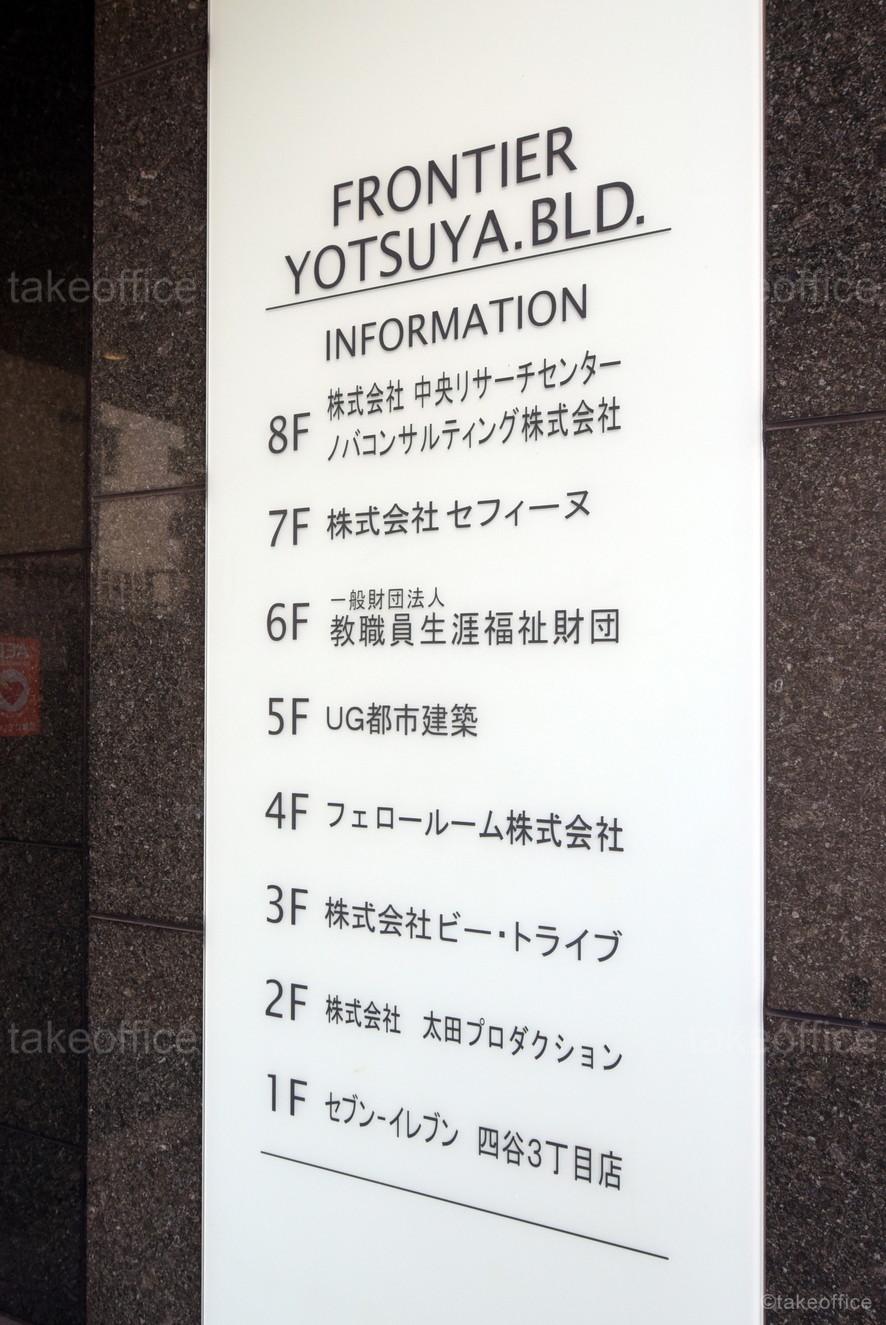 FRONTIER
YOTSUYA.BLD.
INFORMATION
8F 株式会社 中央リサーチセンター
ノバコンサルティング株式会社
7F 株式会社 セフィーヌ
一般財団法人
6F 教職員生涯福祉財団
5F UG都市建築
4F フェロールーム株式会社
3F 株式会社ビー・トライブ
2F 株式会社 太田プロダクション
1F セブン-イレブン 四谷3丁目店
takeoffice
takeoffice
takeoffice
takeoffice
©takeoffice